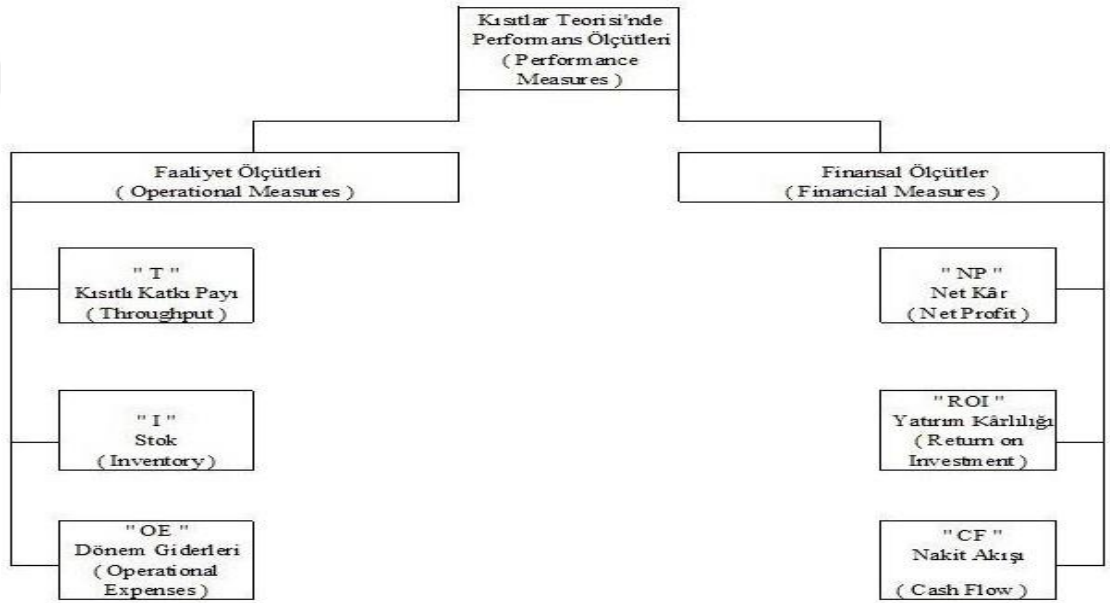 Kısıtlar Teorisi'nde
Performans Ölçütleri
( Performance
Measures )
Faaliyet Ölçütleri
( Operational Measures )
" T "
Kısıtlı Katkı Payı
( Throughput )
" I "
Stok
( Inventory )
" OE "
Dönem Giderleri
( Operational
Expenses )
Finansal Ölçütler
( Financial Measures )
" NP "
Net Kâr
( Net Profit )
" ROI "
Yatırım Kârlılığı
( Return on
Investment )
" CF "
Nakit Akışı
( Cash Flow )